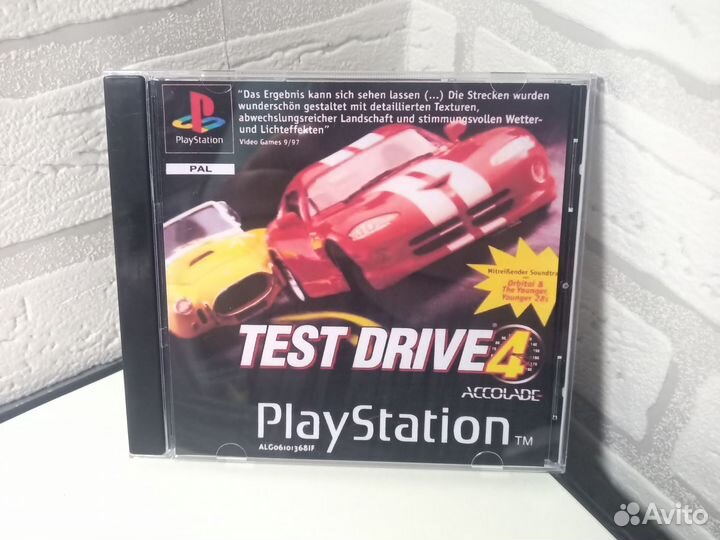 "Das Ergebnis kann sich sehen lassen (...) Die Strecken wurden
wunderschön gestaltet mit detaillierten Texturen,
abwechslungsreicher Landschaft und stimmungsvollen Wetter-
und Lichteffekten"
Video Games 9/97
PlayStation
PAL
Mitreißender Soundtra
von
Orbital &
The Younger,
Younger 28s
TEST DRIVE 4
ACCOLADE
PlayStation™
ALG06101368IF
Avito